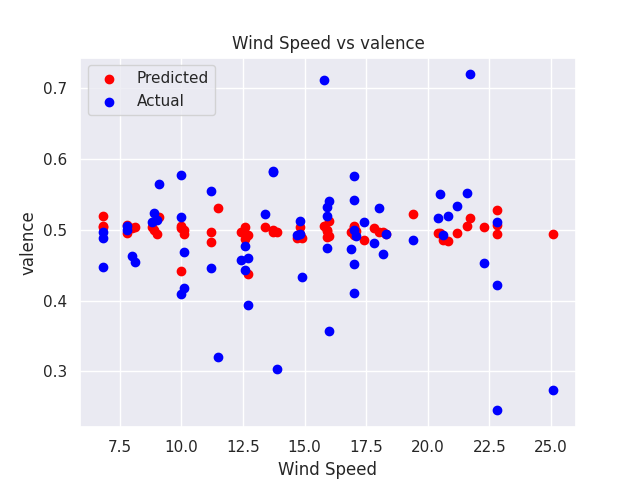 Wind Speed vs valence
Predicted
Actual
0.7
0.6
0.5
0.4
0.3
valence
7.5 10.0 12.5 15.0 17.5 20.0 22.5 25.0
Wind Speed